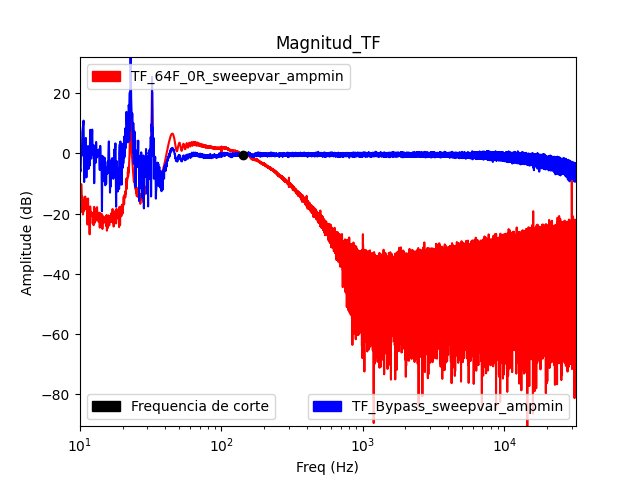 Magnitud_TF
TF_64F_0R_sweepvar_ampmin
20
0
−20
−40
−60
−80
Amplitude (dB)
Frequencia de corte
TF_Bypass_sweepvar_ampmin
10¹
10²
10³
10⁴
Freq (Hz)